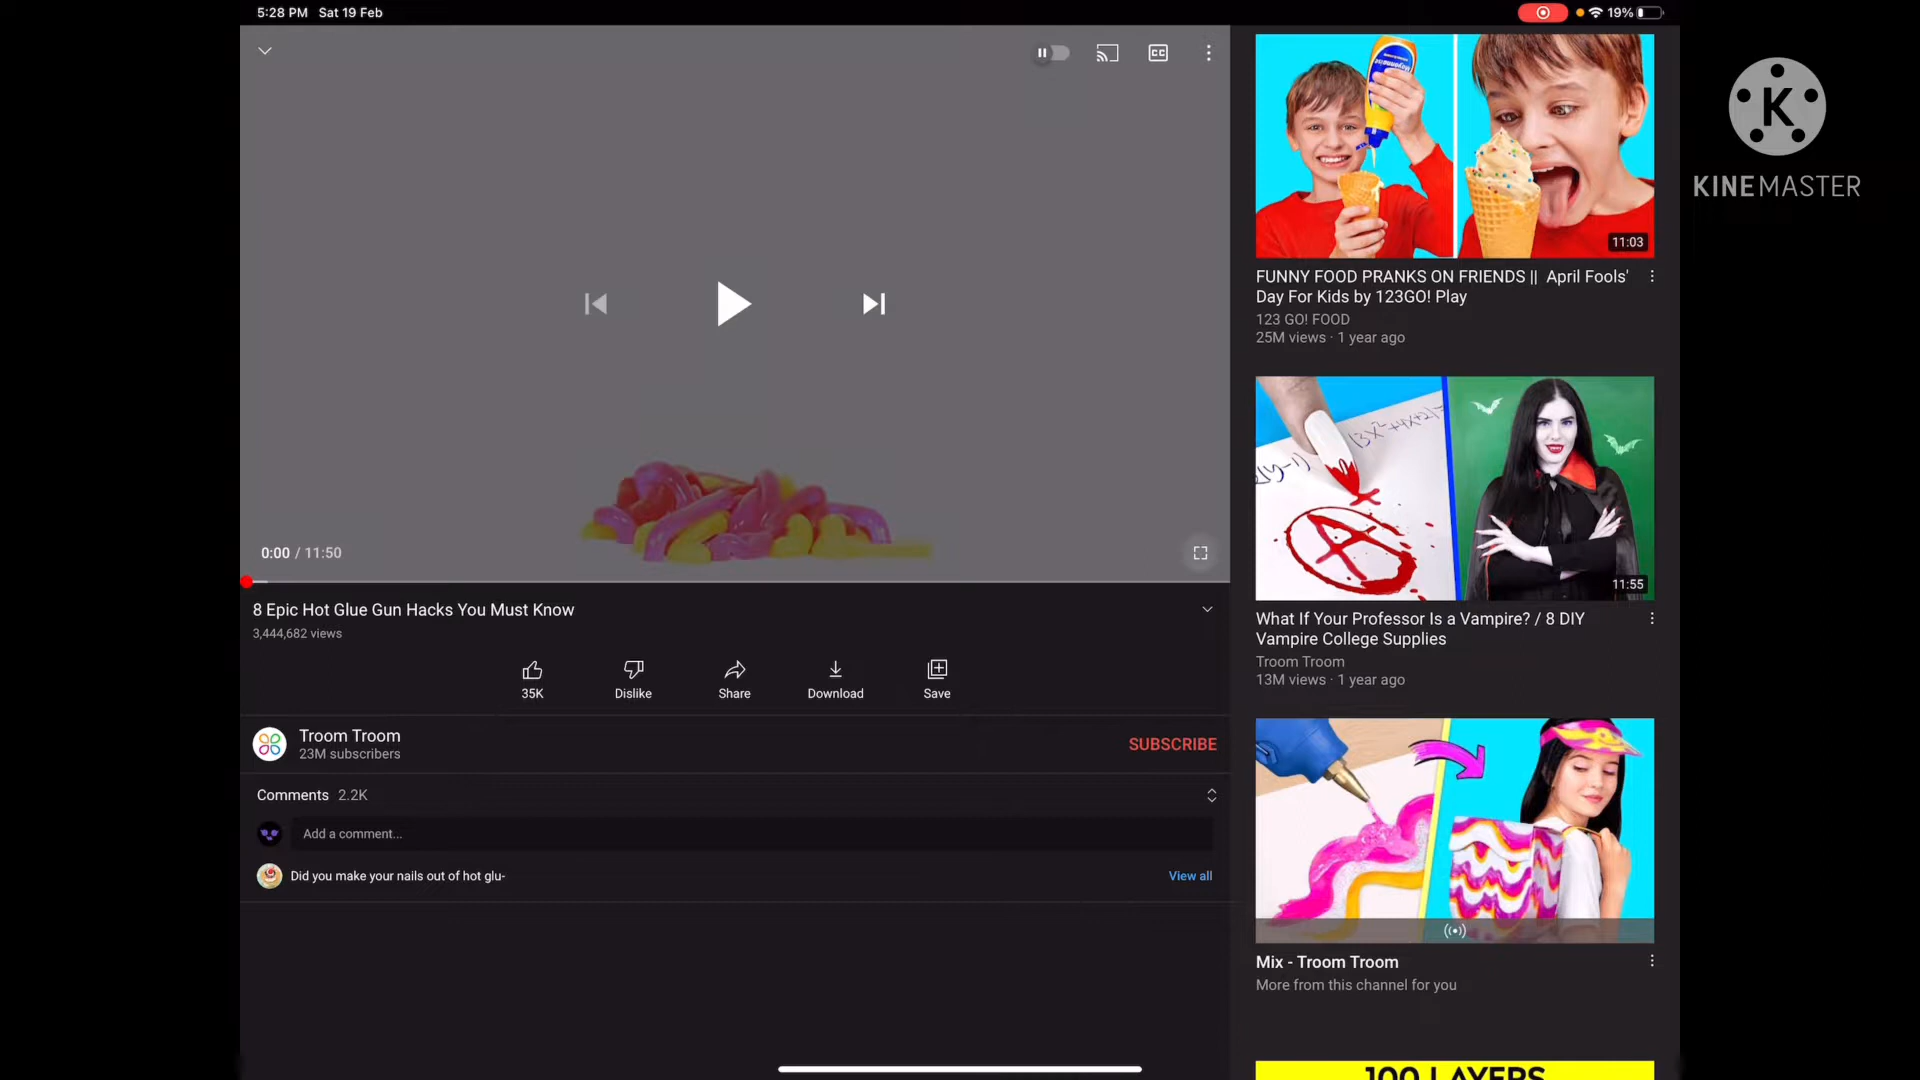 5:28 PM Sat 19 Feb
19%
CC
0:00 / 11:50
8 Epic Hot Glue Gun Hacks You Must Know
3,444,682 views
35K
Dislike
Share
Download
Save
Troom Troom
23M subscribers
SUBSCRIBE
Comments 2.2K
Add a comment...
Did you make your nails out of hot glu-
View all
Mayonnaise
11:03
FUNNY FOOD PRANKS ON FRIENDS || April Fools'
Day For Kids by 123GO! Play
123 GO! FOOD
25M views · 1 year ago
11:55
What If Your Professor Is a Vampire? / 8 DIY
Vampire College Supplies
Troom Troom
13M views · 1 year ago
Mix - Troom Troom
More from this channel for you
100 LAYERS
K
KINEMASTER